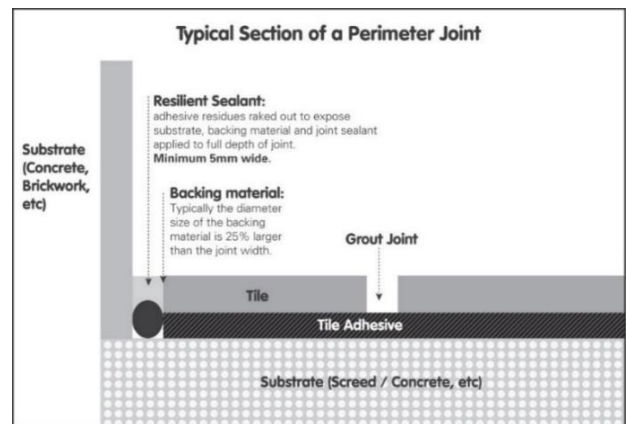 Typical Section of a Perimeter Joint
Resilient Sealant:
adhesive residues raked out to expose
substrate, backing material and joint sealant
applied to full depth of joint.
Minimum 5mm wide.
Substrate
(Concrete,
Brickwork,
etc)
Backing material:
Typically the diameter
size of the backing
material is 25% larger
than the joint width.
Grout Joint
Tile
Tile Adhesive
Substrate (Screed / Concrete, etc)